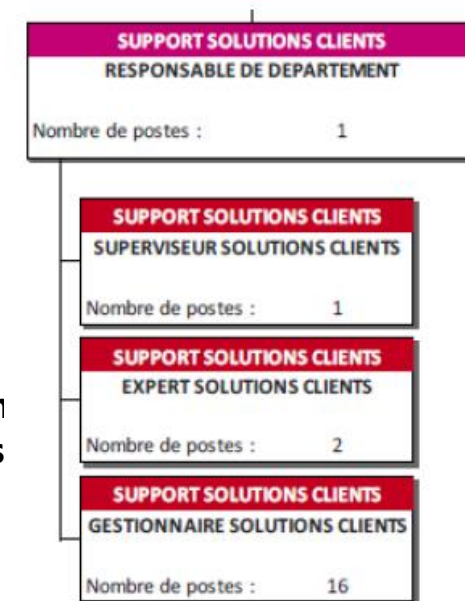 SUPPORT SOLUTIONS CLIENTS
RESPONSABLE DE DEPARTEMENT
Nombre de postes : 1
SUPPORT SOLUTIONS CLIENTS
SUPERVISEUR SOLUTIONS CLIENTS
Nombre de postes : 1
SUPPORT SOLUTIONS CLIENTS
EXPERT SOLUTIONS CLIENTS
Nombre de postes : 2
SUPPORT SOLUTIONS CLIENTS
GESTIONNAIRE SOLUTIONS CLIENTS
Nombre de postes : 16